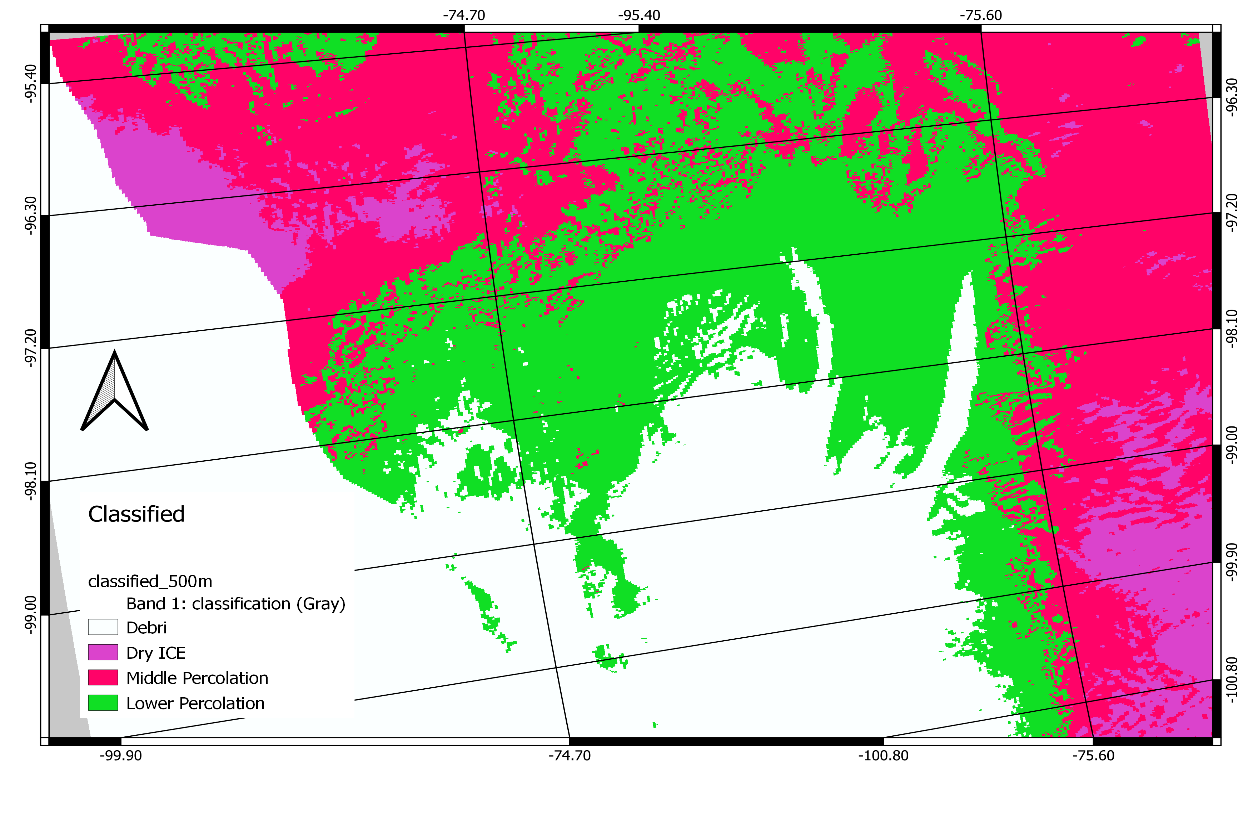 -74.70 -95.40 -75.60
-95.40
-96.30
-97.20
-98.10
-99.00
-96.30
-97.20
-98.10
-99.00
-99.90
-100.80
Classified
classified_500m
Band 1: classification (Gray)
Debri
Dry ICE
Middle Percolation
Lower Percolation
-99.90 -74.70 -100.80 -75.60